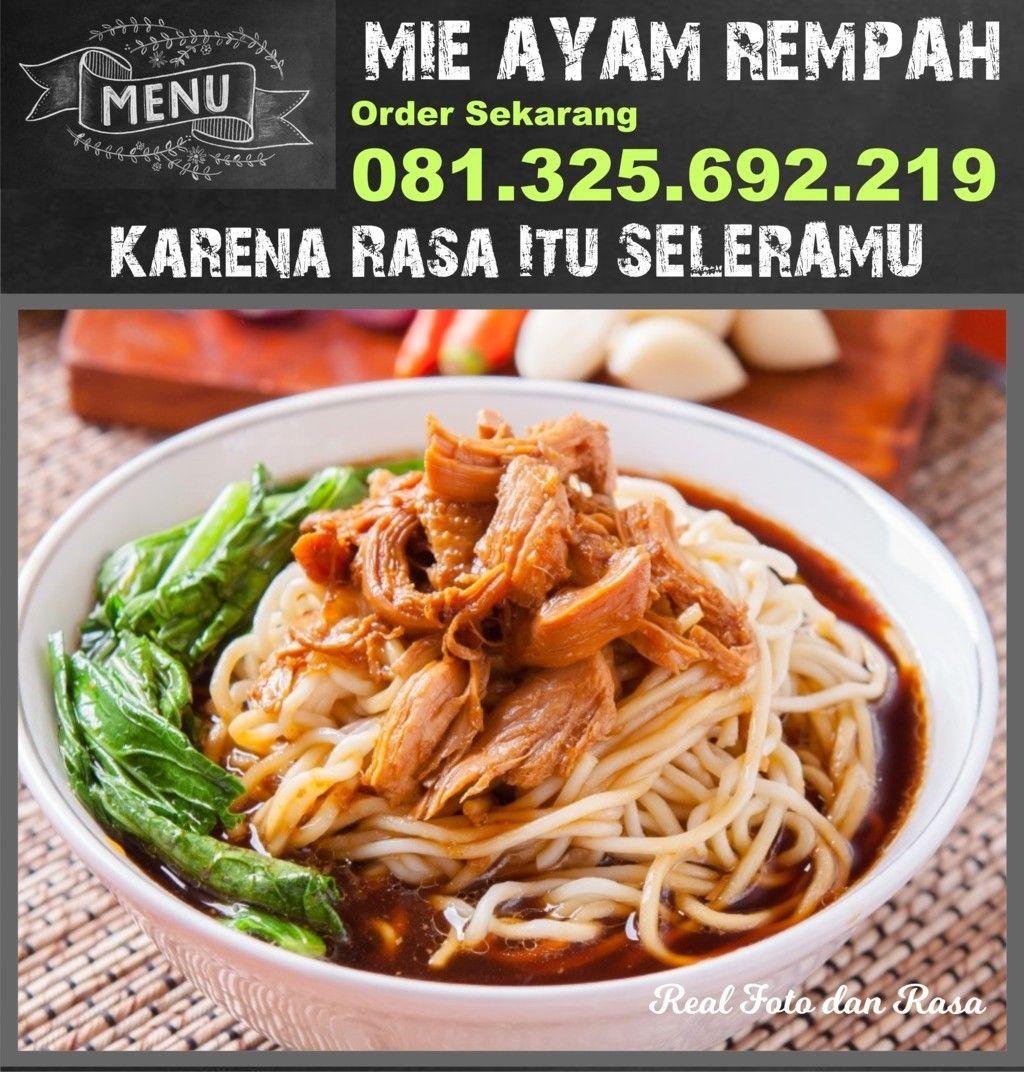 MENU
MIE AYAM REMPAH
Order Sekarang
081.325.692.219
KARENA RASA ITU SELERAMU
Real Foto dan Rasa